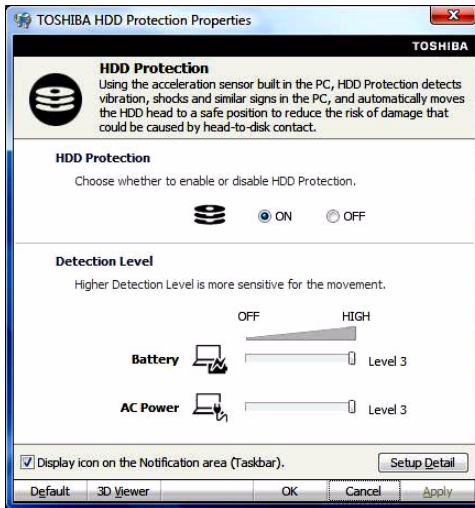 TOSHIBA HDD Protection Properties
TOSHIBA
HDD Protection
Using the acceleration sensor built in the PC, HDD Protection detects
vibration, shocks and similar signs in the PC, and automatically moves
the HDD head to a safe position to reduce the risk of damage that
could be caused by head-to-disk contact.
HDD Protection
Choose whether to enable or disable HDD Protection.
ON OFF
Detection Level
Higher Detection Level is more sensitive for the movement.
OFF HIGH
Battery Level 3
AC Power Level 3
Display icon on the Notification area (Taskbar). Setup Detail
Default 3D Viewer OK Cancel Apply